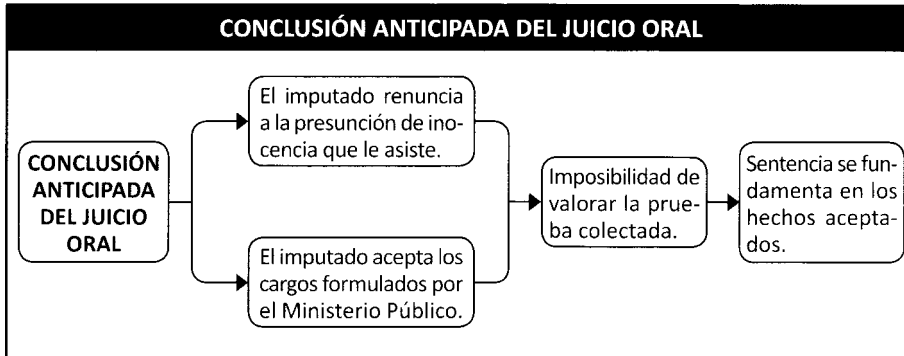 CONCLUSIÓN ANTICIPADA DEL JUICIO ORAL
CONCLUSIÓN
ANTICIPADA
DEL JUICIO
ORAL
El imputado renuncia
a la presunción de ino-
cencia que le asiste.
El imputado acepta los
cargos formulados por
el Ministerio Público.
Imposibilidad de
valorar la prue-
ba colectada.
Sentencia se fun-
damenta en los
hechos acepta-
dos.